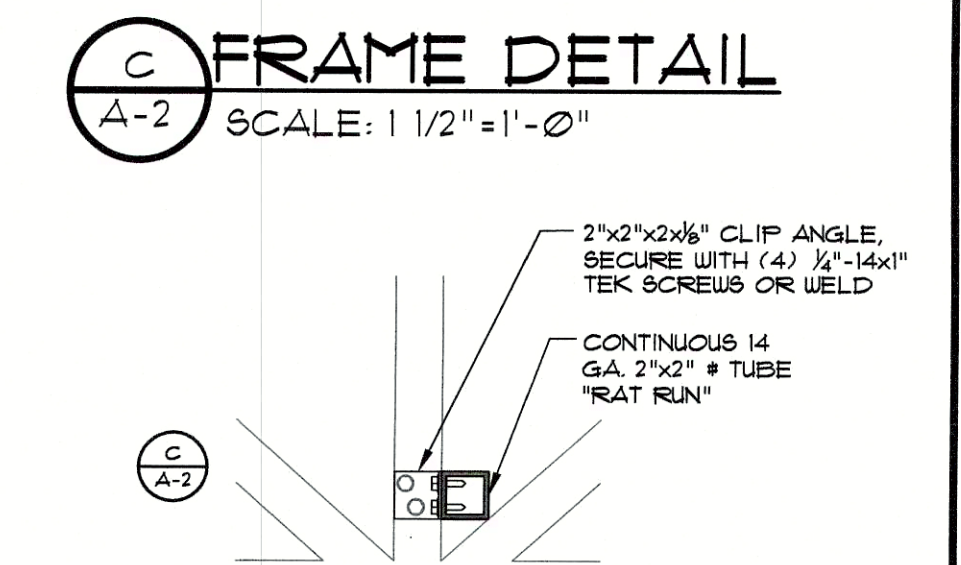 C
A-2
FRAME DETAIL
SCALE: 1 1/2"=1'-0"
2"x2"x2x1/8" CLIP ANGLE,
SECURE WITH (4) 1/4"-14x1"
TEK SCREWS OR WELD
CONTINUOUS 14
GA. 2"x2" # TUBE
"RAT RUN"
C
A-2